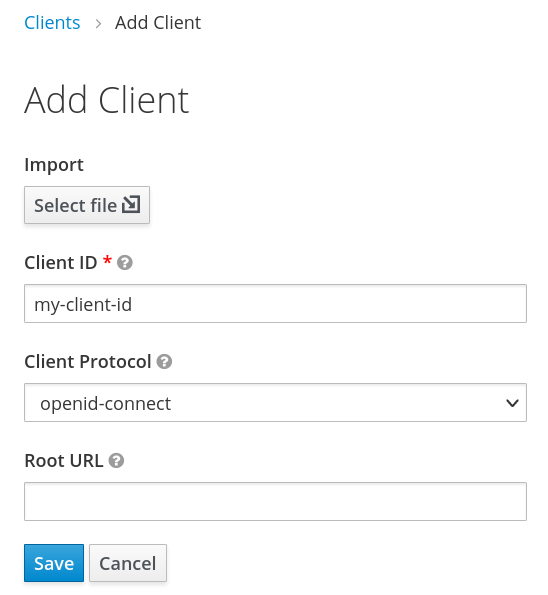 Clients > Add Client
Add Client
Import
Select file
Client ID *
my-client-id
Client Protocol
openid-connect
Root URL
Save Cancel